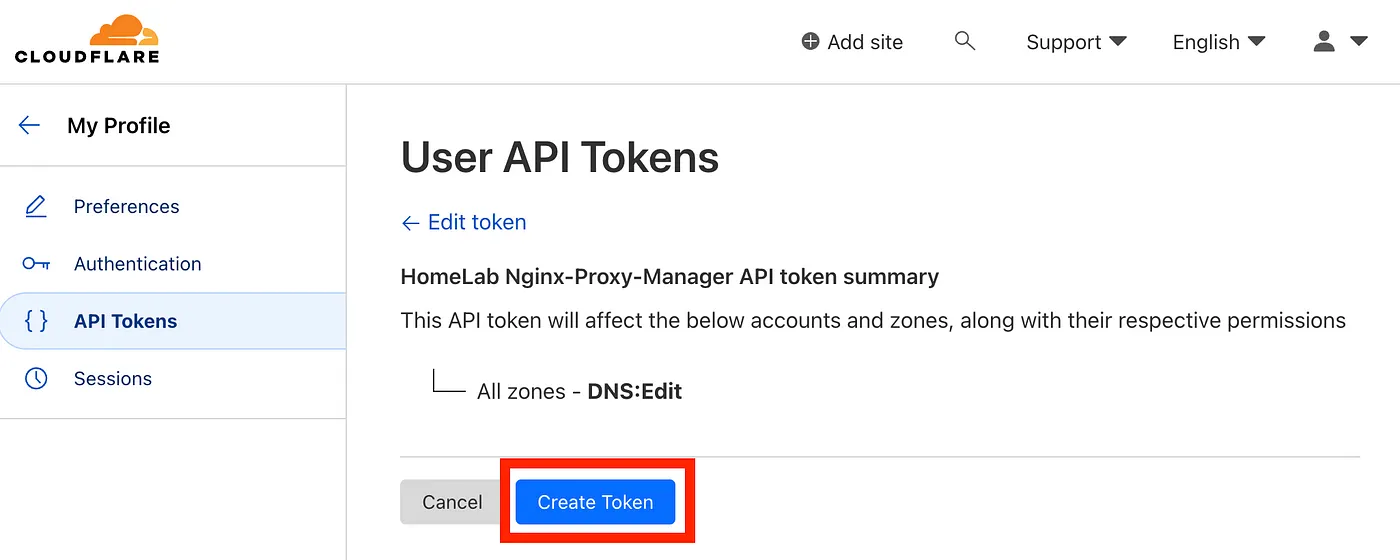 CLOUDFLARE
Add site
Support
English
My Profile
Preferences
Authentication
API Tokens
Sessions
User API Tokens
← Edit token
HomeLab Nginx-Proxy-Manager API token summary
This API token will affect the below accounts and zones, along with their respective permissions
All zones - DNS:Edit
Cancel
Create Token